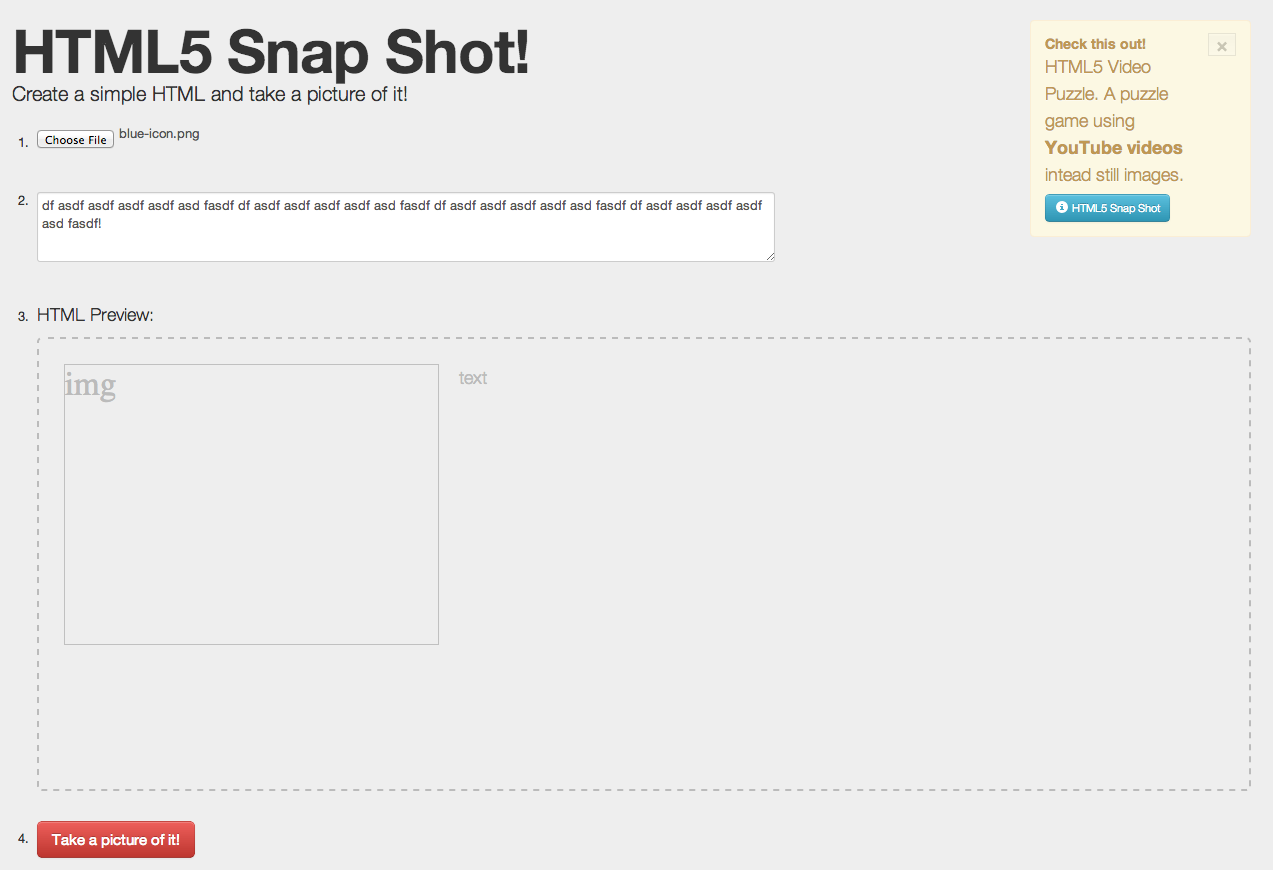 HTML5 Snap Shot!
Create a simple HTML and take a picture of it!
1. Choose File blue-icon.png
2. df asdf asdf asdf asdf asd fasdf df asdf asdf asdf asdf asd fasdf df asdf asdf asdf asdf asd fasdf df asdf asdf asdf asdf
asd fasdf!
3. HTML Preview:
img
text
4. Take a picture of it!
Check this out!
×
HTML5 Video
Puzzle. A puzzle
game using
YouTube videos
intead still images.
HTML5 Snap Shot